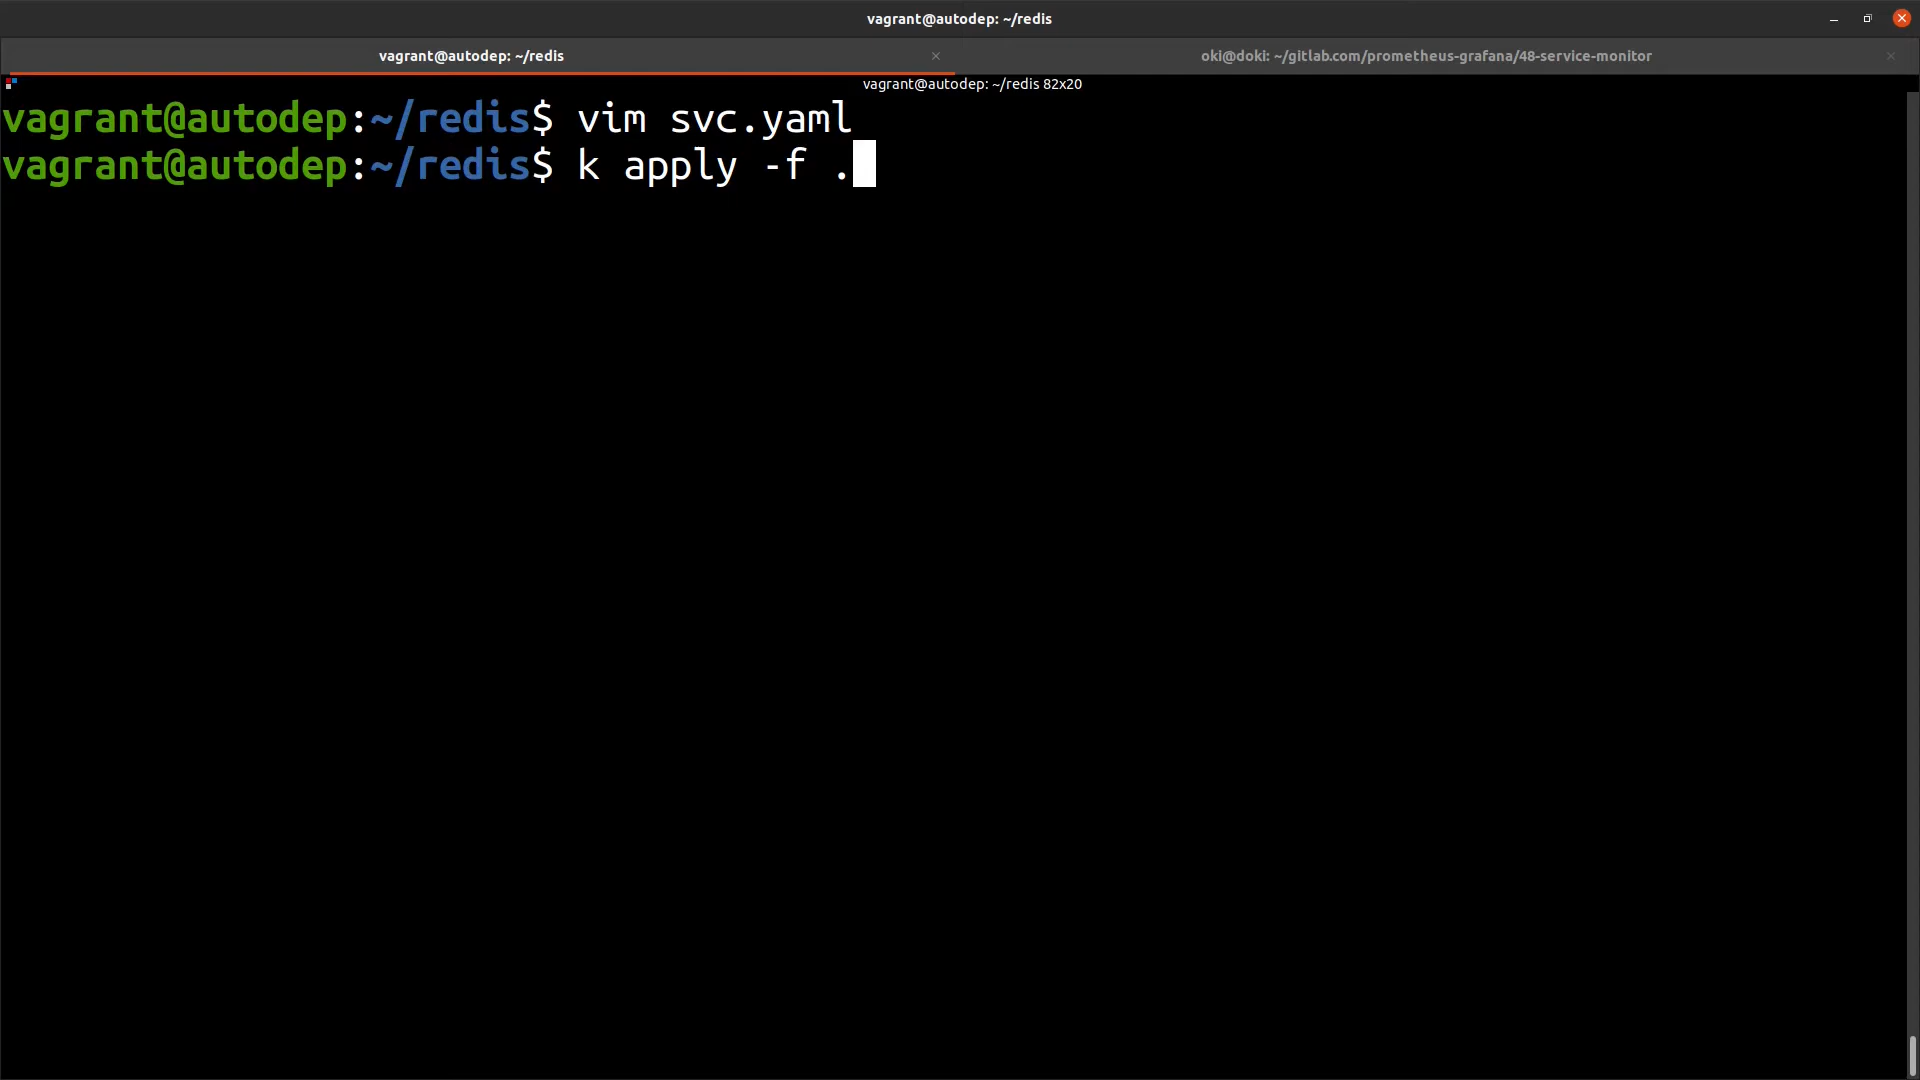 vagrant@autodep: ~/redis
vagrant@autodep: ~/redis
oki@doki: ~/gitlab.com/prometheus-grafana/48-service-monitor
vagrant@autodep: ~/redis 82x20
vagrant@autodep:~/redis$ vim svc.yaml
vagrant@autodep:~/redis$ k apply -f .